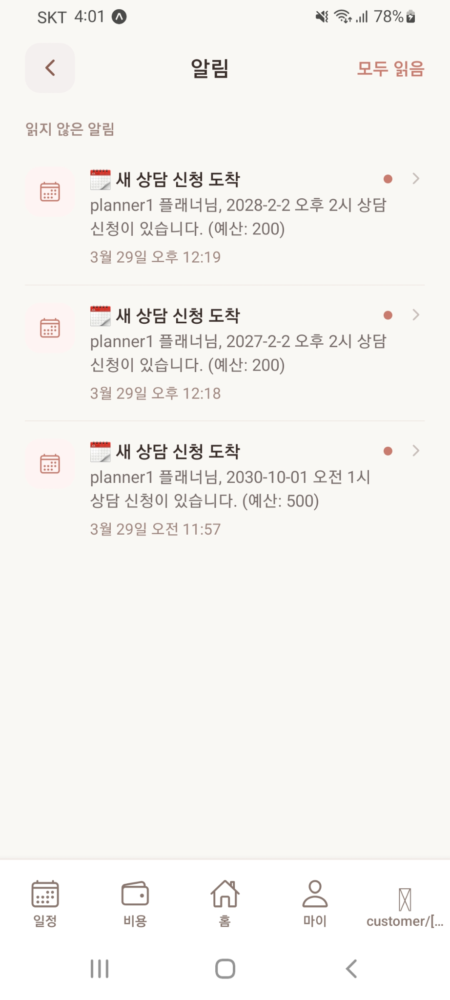 SKT 4:01 78%
알림
모두 읽음
읽지 않은 알림
새 상담 신청 도착
planner1 플래너님, 2028-2-2 오후 2시 상담
신청이 있습니다. (예산: 200)
3월 29일 오후 12:19
새 상담 신청 도착
planner1 플래너님, 2027-2-2 오후 2시 상담
신청이 있습니다. (예산: 200)
3월 29일 오후 12:18
새 상담 신청 도착
planner1 플래너님, 2030-10-01 오전 1시
상담 신청이 있습니다. (예산: 500)
3월 29일 오전 11:57
일정
비용
홈
마이
customer/[...